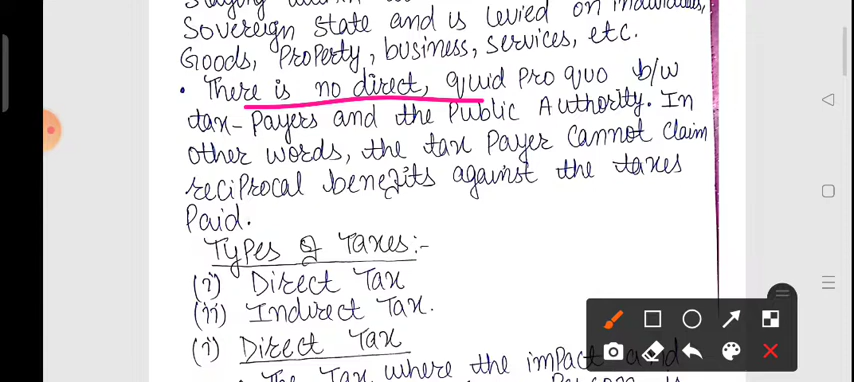 Sovereign State and is levied on individuals,
Goods, Property, business, services, etc.
• There is no direct, quid pro quo b/w
tax-Payers and the Public Authority. In
other words, the tax payer cannot claim
reciprocal benefits against the taxes
Paid.
Types of Taxes:-
(i) Direct Tax
(ii) Indirect Tax.
(i) Direct Tax
• The Tax where the impact and
Person